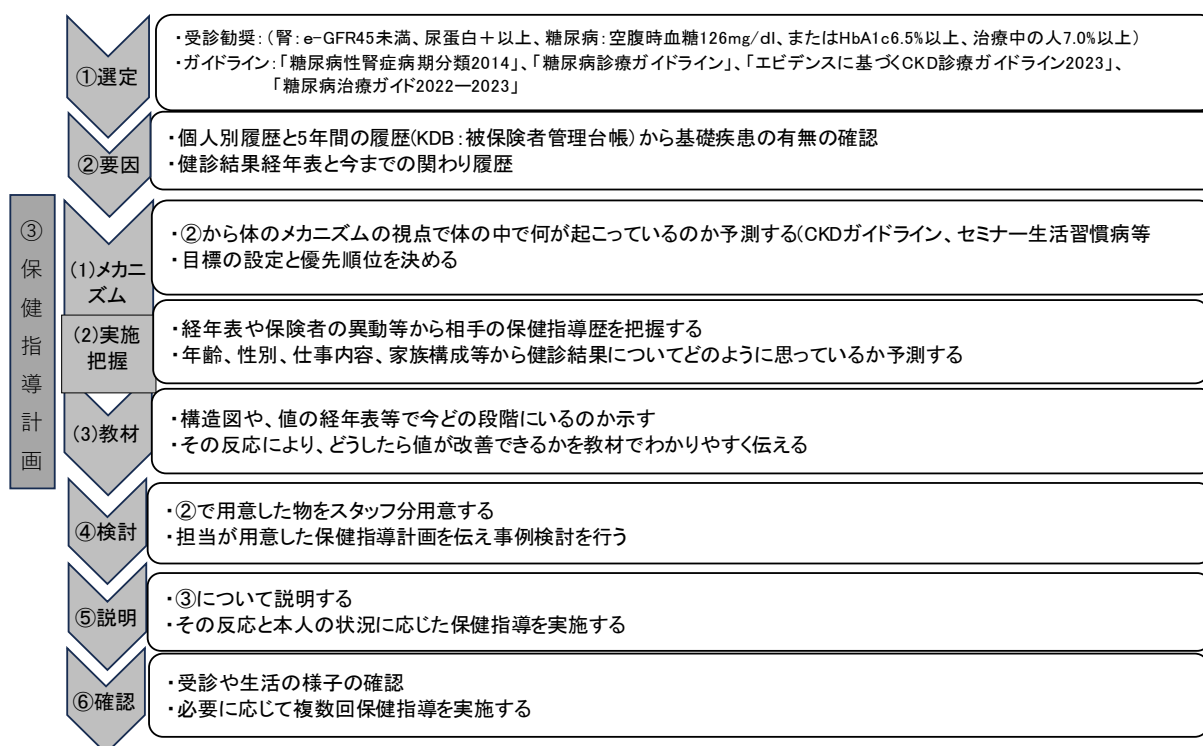 ①選定
・受診勧奨：（腎：e-GFR45未満、尿蛋白＋以上、糖尿病：空腹時血糖126mg/dl、またはHbA1c6.5%以上、治療中の人7.0%以上）
・ガイドライン：「糖尿病性腎症病期分類2014」、「糖尿病診療ガイドライン」、「エビデンスに基づくCKD診療ガイドライン2023」、
「糖尿病治療ガイド2022ー2023」
②要因
・個人別履歴と5年間の履歴(KDB：被保険者管理台帳）から基礎疾患の有無の確認
・健診結果経年表と今までの関わり履歴
③保健指導計画
(1)メカニ
ズム
・②から体のメカニズムの視点で体の中で何が起こっているのか予測する(CKDガイドライン、セミナー生活習慣病等
・目標の設定と優先順位を決める
(2)実施
把握
・経年表や保険者の異動等から相手の保健指導歴を把握する
・年齢、性別、仕事内容、家族構成等から健診結果についてどのように思っているか予測する
(3)教材
・構造図や、値の経年表等で今どの段階にいるのか示す
・その反応により、どうしたら値が改善できるかを教材でわかりやすく伝える
④検討
・②で用意した物をスタッフ分用意する
・担当が用意した保健指導計画を伝え事例検討を行う
⑤説明
・③について説明する
・その反応と本人の状況に応じた保健指導を実施する
⑥確認
・受診や生活の様子の確認
・必要に応じて複数回保健指導を実施する